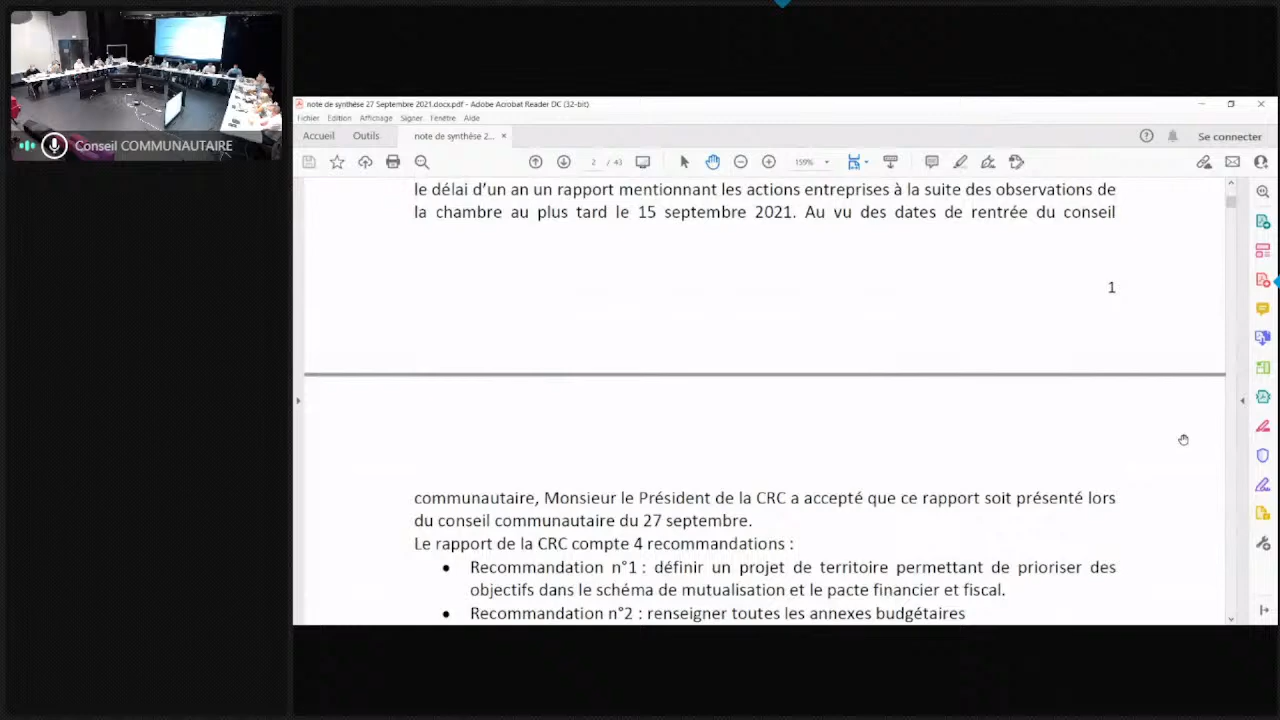 Conseil COMMUNAUTAIRE
note de synthèse 27 Septembre 2021.docx.pdf - Adobe Acrobat Reader DC (32-bit)
Fichier Edition Affichage Signer Fenêtre Aide
Accueil Outils note de synthèse 2... × Se connecter
2 / 43 159%
le délai d'un an un rapport mentionnant les actions entreprises à la suite des observations de
la chambre au plus tard le 15 septembre 2021. Au vu des dates de rentrée du conseil
1
communautaire, Monsieur le Président de la CRC a accepté que ce rapport soit présenté lors
du conseil communautaire du 27 septembre.
Le rapport de la CRC compte 4 recommandations :
• Recommandation n°1 : définir un projet de territoire permettant de prioriser des
objectifs dans le schéma de mutualisation et le pacte financier et fiscal.
• Recommandation n°2 : renseigner toutes les annexes budgétaires